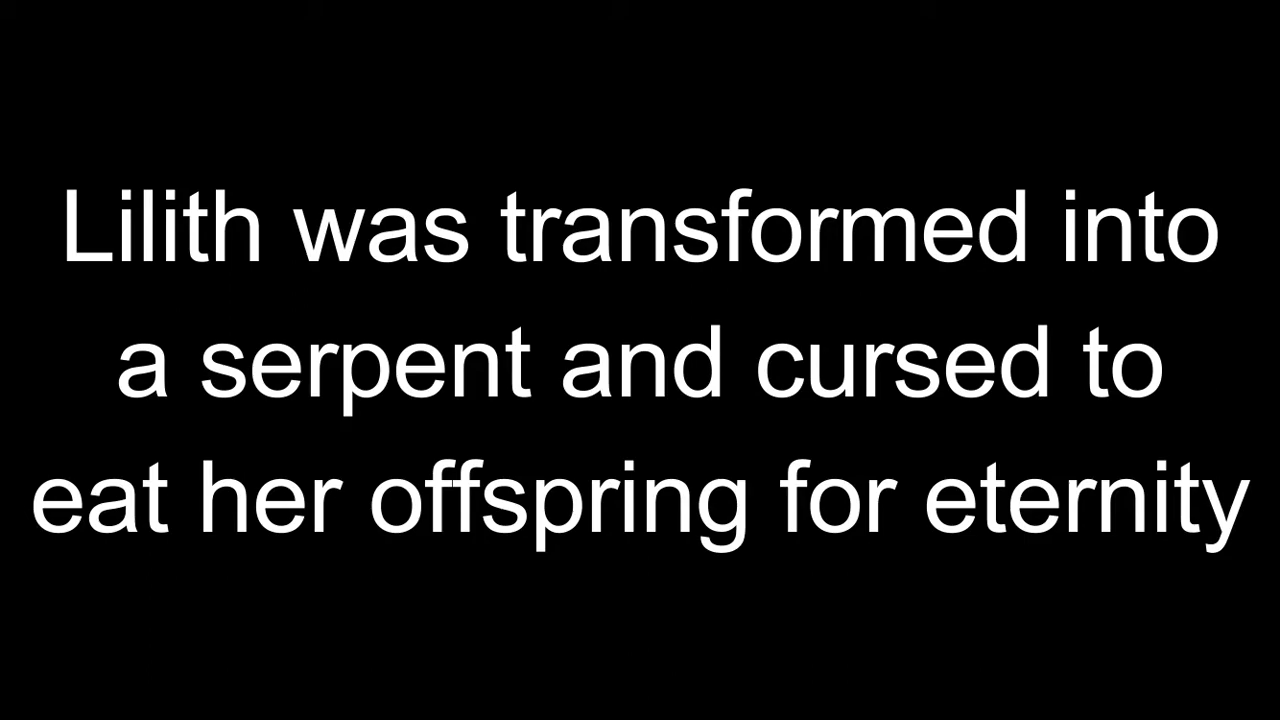 Lilith was transformed into
a serpent and cursed to
eat her offspring for eternity